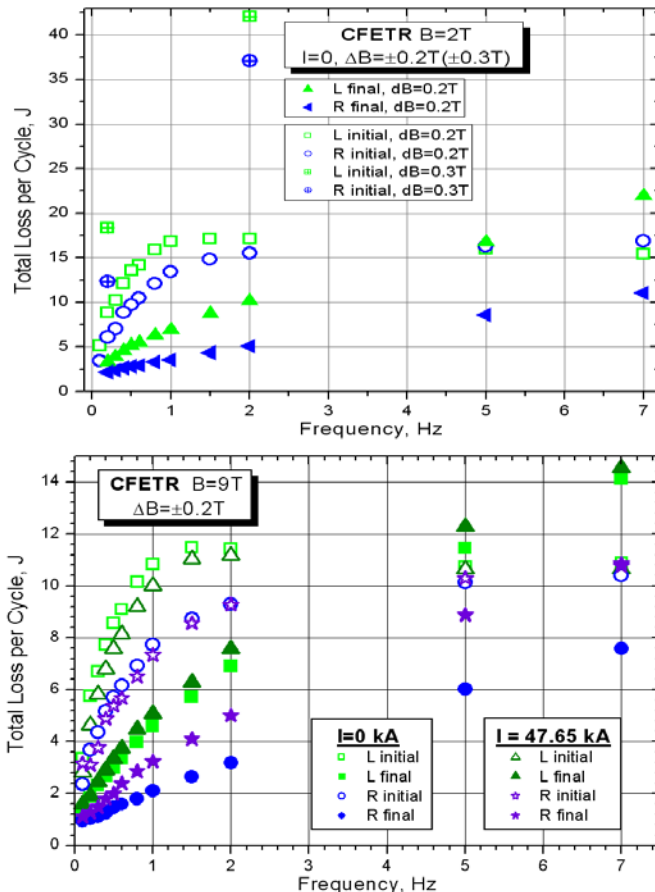 CFETR B=2T
I=0, ΔB=±0.2T(±0.3T)
L final, dB=0.2T
R final, dB=0.2T
L initial, dB=0.2T
R initial, dB=0.2T
L initial, dB=0.3T
R initial, dB=0.3T
Total Loss per Cycle, J
40
35
30
25
20
15
10
5
0
0 1 2 3 4 5 6 7
Frequency, Hz
CFETR B=9T
ΔB=±0.2T
Total Loss per Cycle, J
14
12
10
8
6
4
2
0
I=0 kA
L initial
L final
R initial
R final
I = 47.65 kA
L initial
L final
R initial
R final
0 1 2 3 4 5 6 7
Frequency, Hz